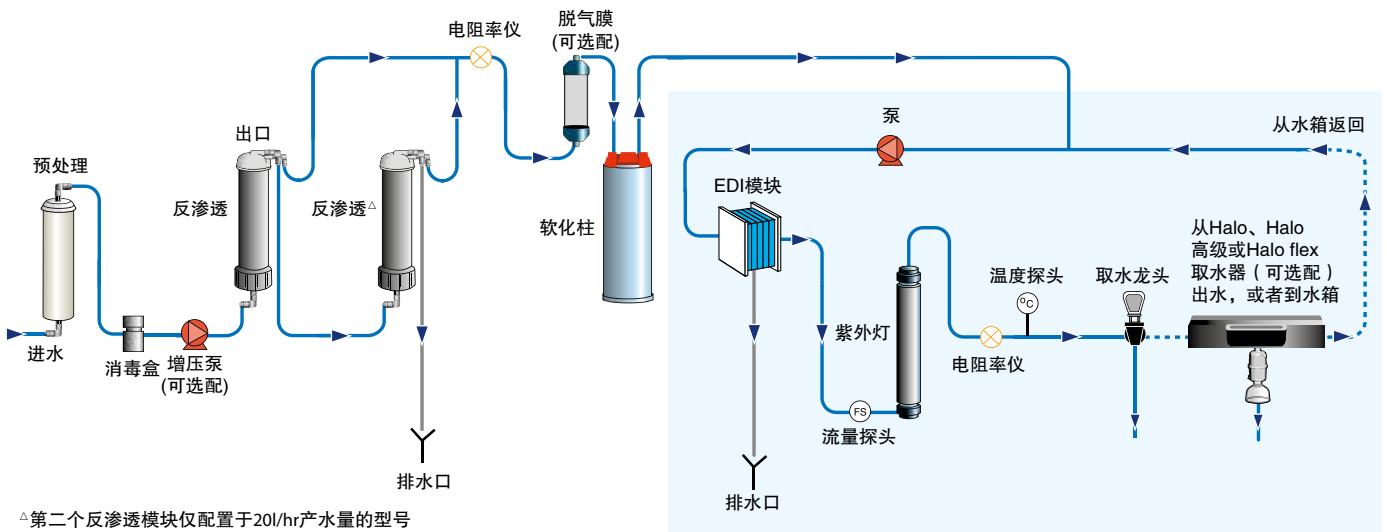 电阻率仪
脱气膜
(可选配)
泵
从水箱返回
出口
预处理
反渗透
反渗透△
软化柱
EDI模块
从Halo、Halo
高级或Halo flex
取水器（可选配）
出水，或者到水箱
温度探头
取水龙头
°C
紫外灯
进水
消毒盒
增压泵
(可选配)
电阻率仪
FS
流量探头
排水口
排水口
△第二个反渗透模块仅配置于20l/hr产水量的型号